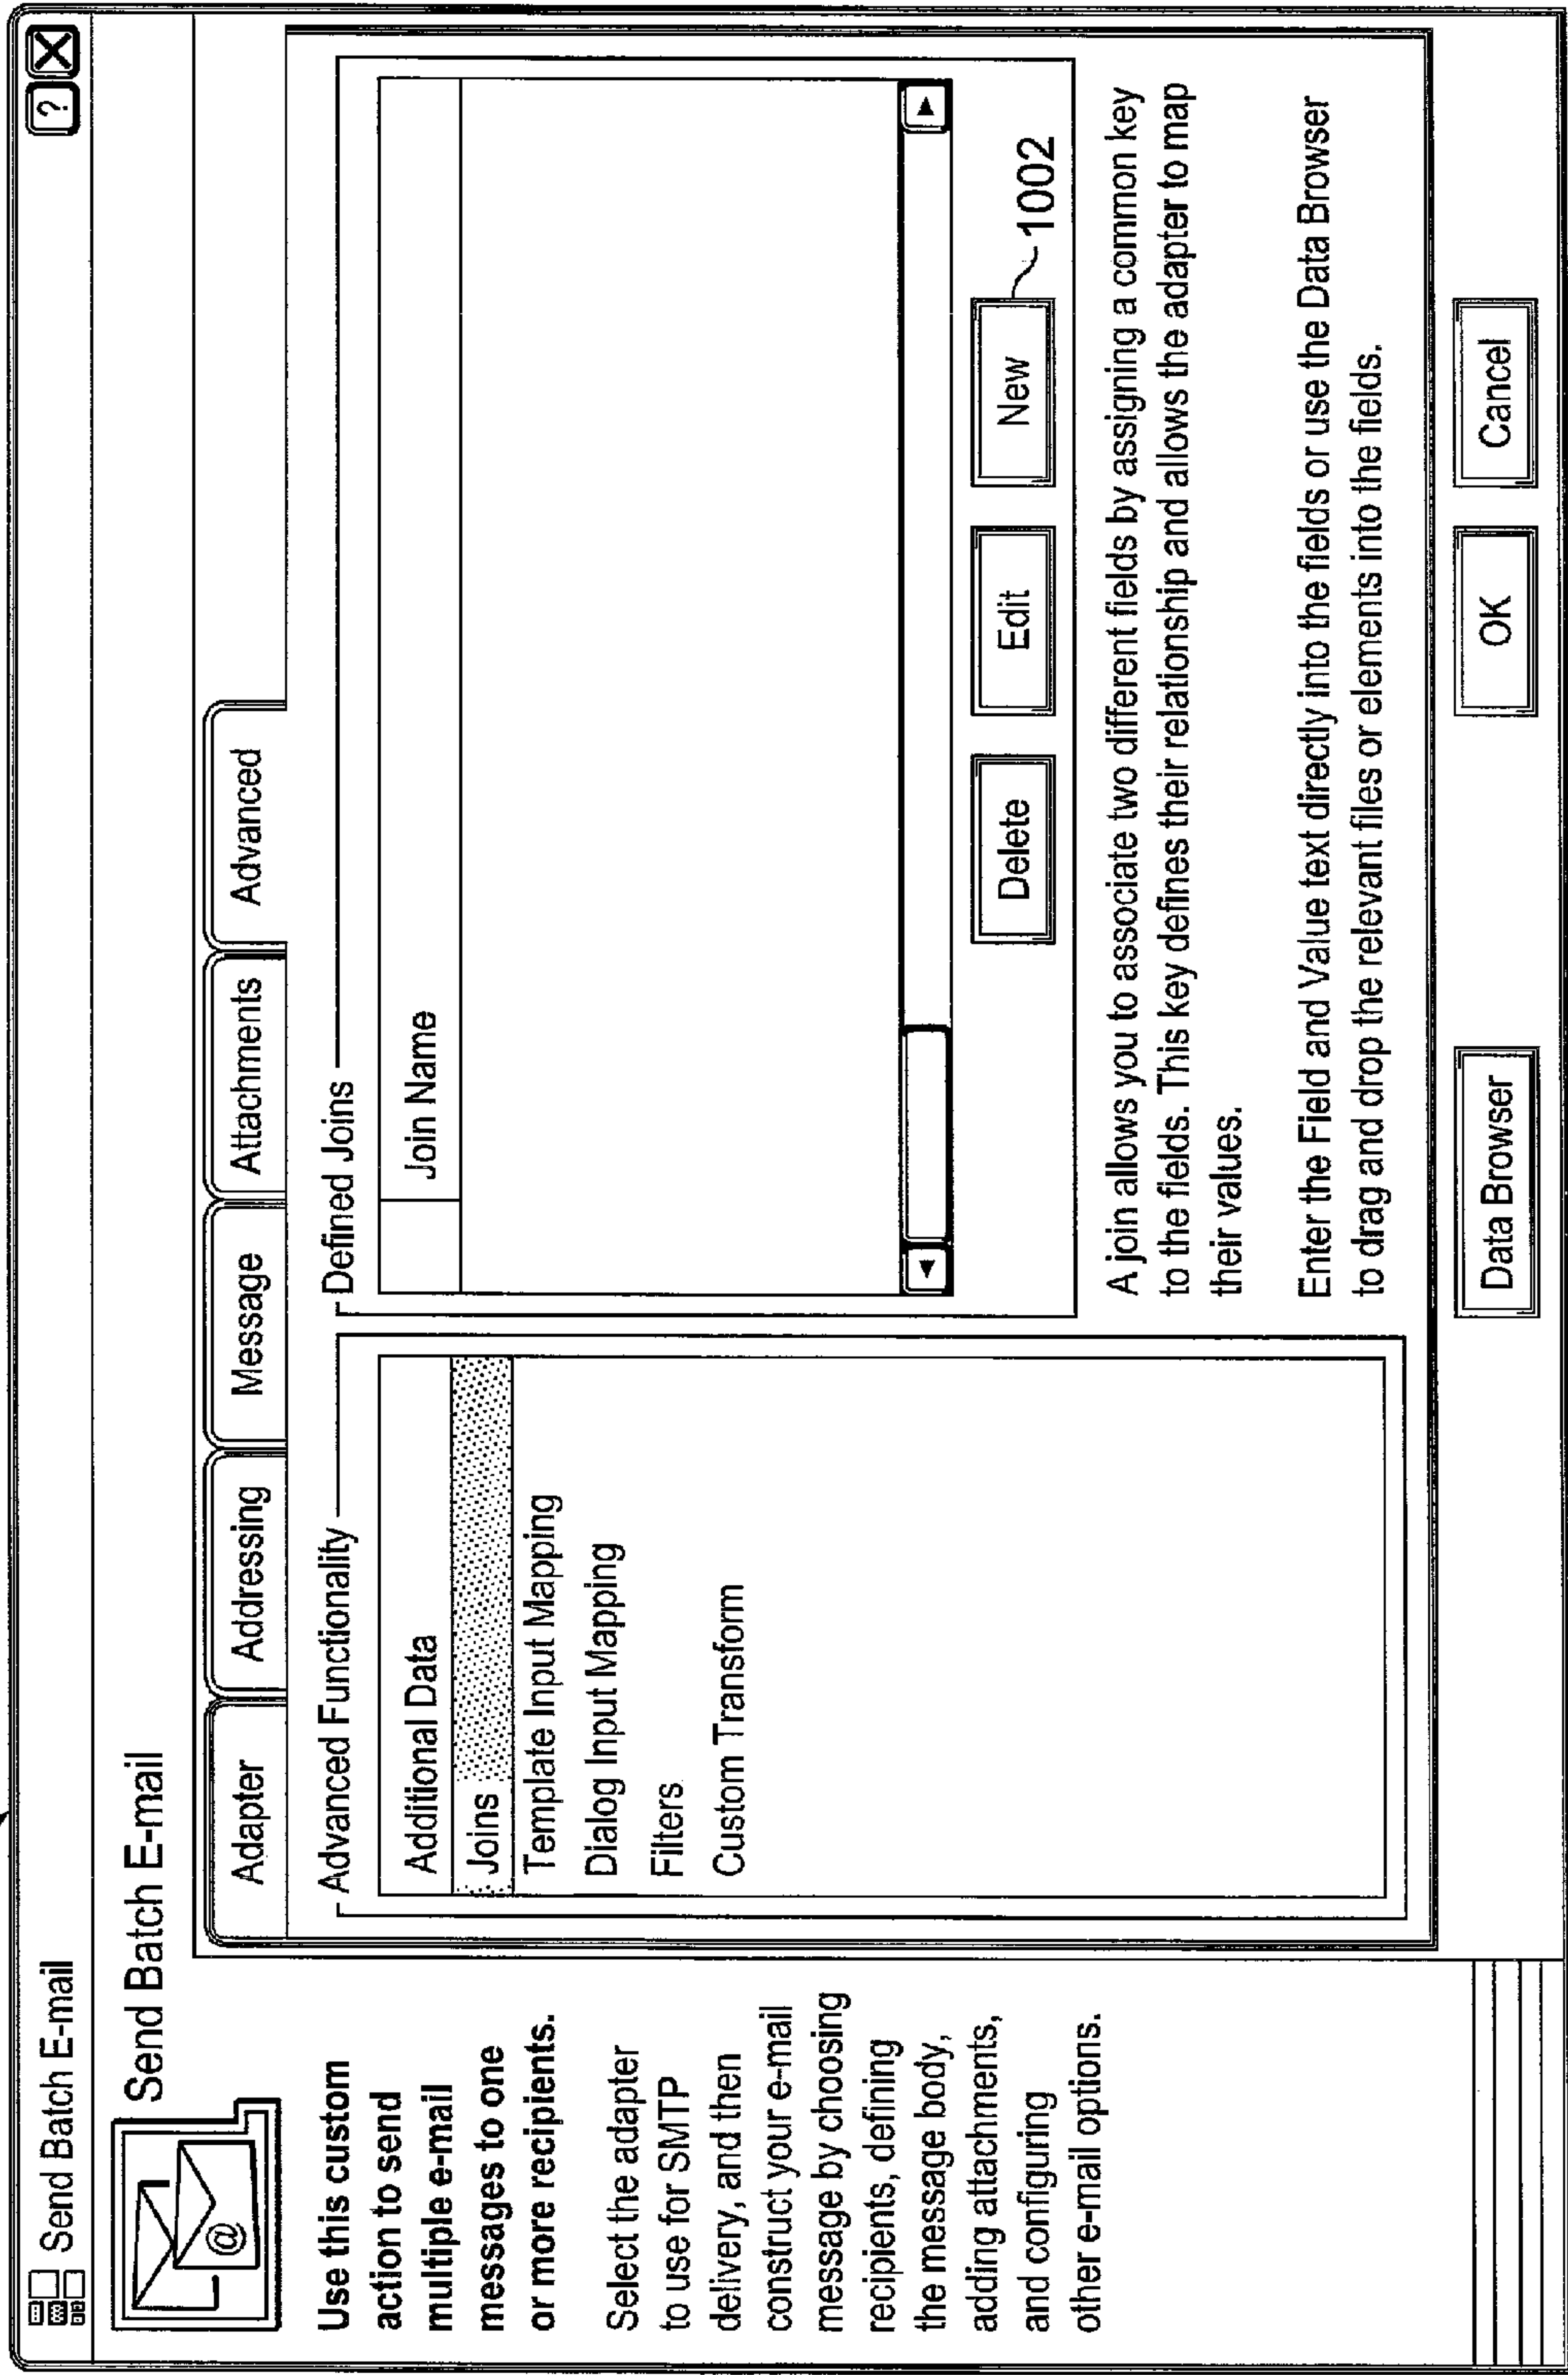 Send Batch E-mail
?
X
Send Batch E-mail
@
Use this custom
action to send
multiple e-mail
messages to one
or more recipients.
Select the adapter
to use for SMTP
delivery, and then
construct your e-mail
message by choosing
recipients, defining
the message body,
adding attachments,
and configuring
other e-mail options.
Adapter
Addressing
Message
Attachments
Advanced
Advanced Functionality
Additional Data
Joins
Template Input Mapping
Dialog Input Mapping
Filters
Custom Transform
Defined Joins
Join Name
Delete
Edit
New
1002
A join allows you to associate two different fields by assigning a common key
to the fields. This key defines their relationship and allows the adapter to map
their values.
Enter the Field and Value text directly into the fields or use the Data Browser
to drag and drop the relevant files or elements into the fields.
Data Browser
OK
Cancel